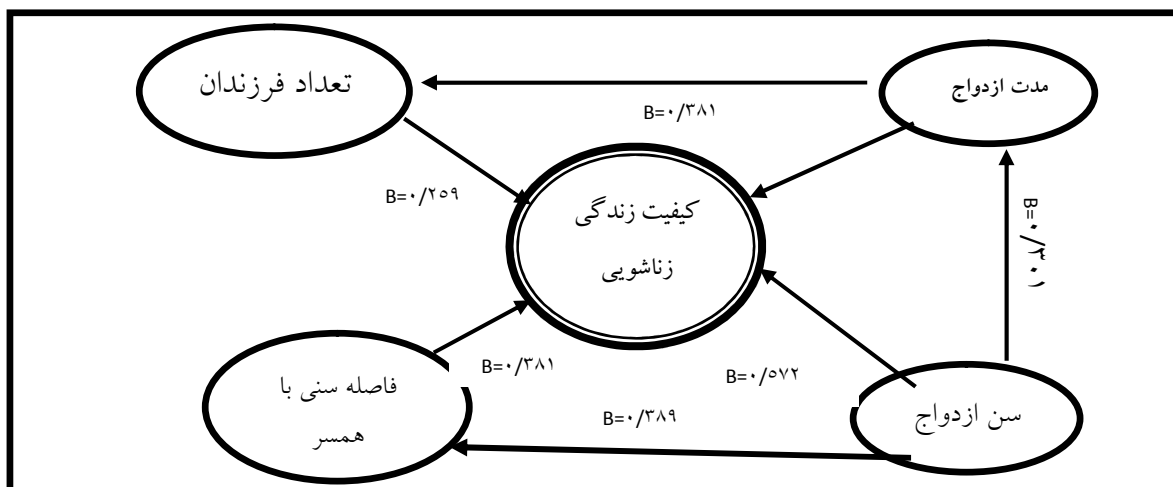 تعداد فرزندان
مدت ازدواج
B=۰/۳۸۱
B=۰/۲۵۹
کیفیت زندگی
زناشویی
B=۰/۳۰۱
B=۰/۳۸۱
B=۰/۵۷۲
فاصله سنی با
همسر
B=۰/۳۸۹
سن ازدواج